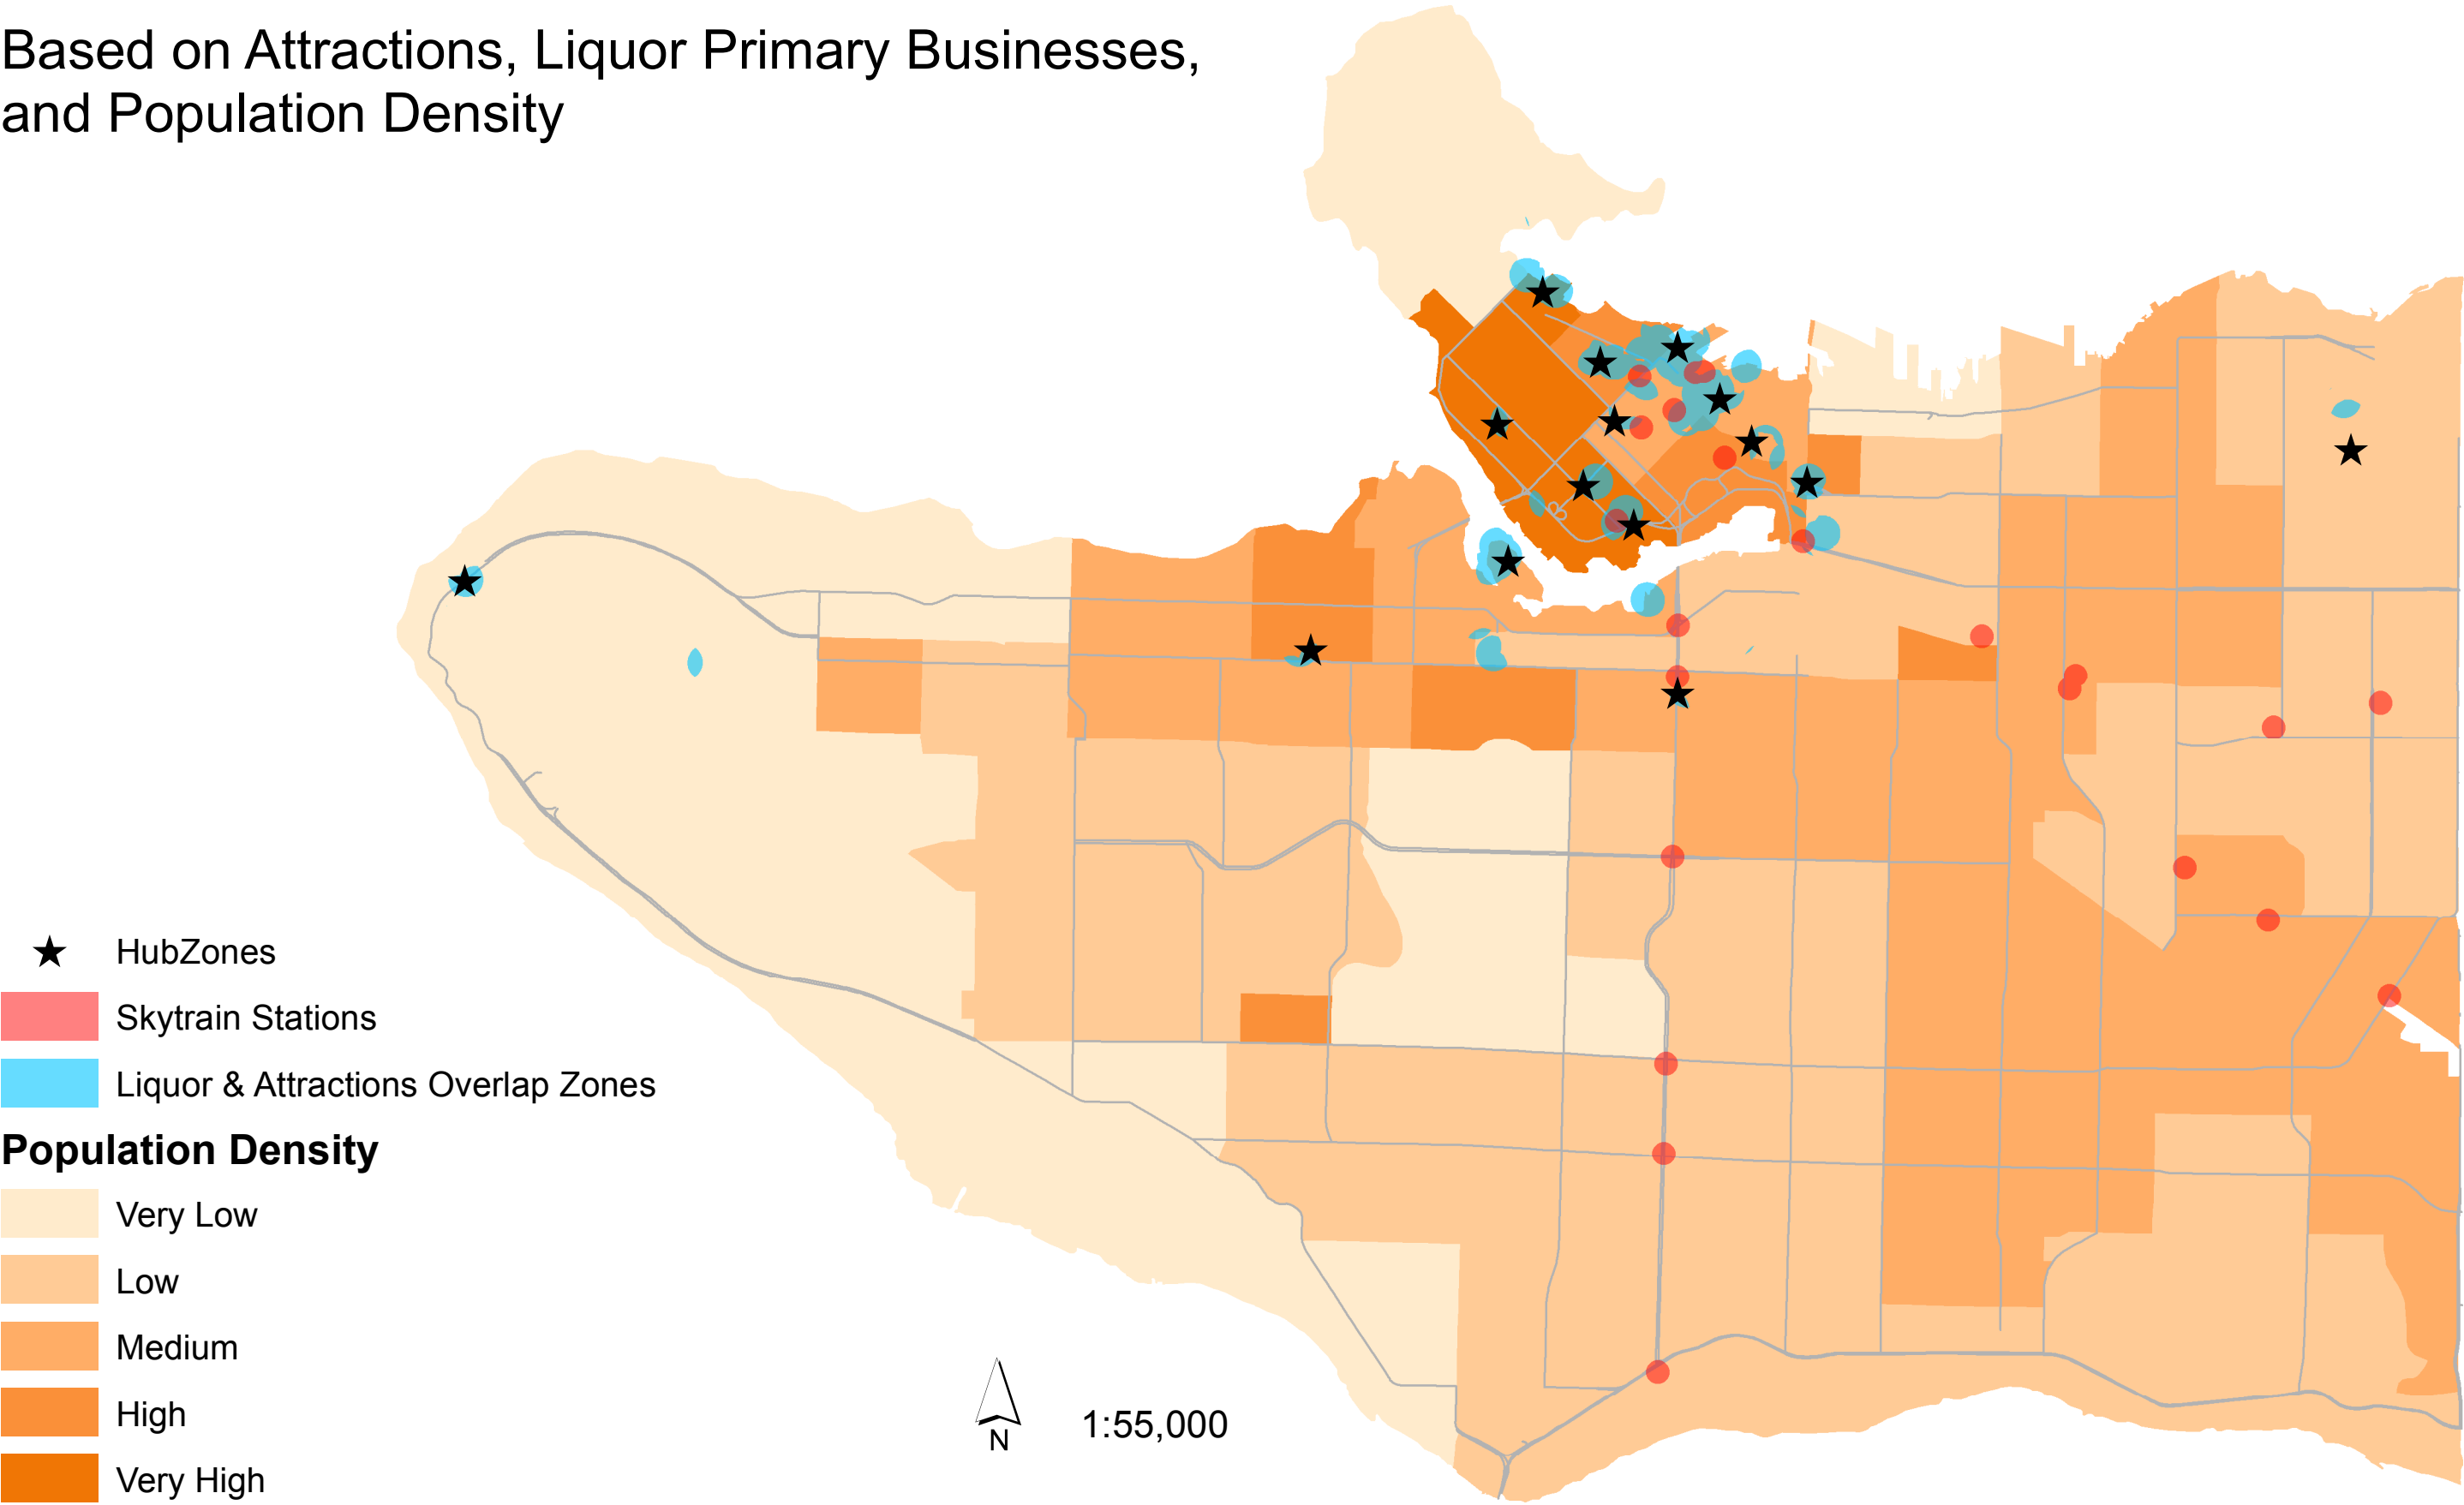 Based on Attractions, Liquor Primary Businesses,
and Population Density
HubZones
Skytrain Stations
Liquor & Attractions Overlap Zones
Population Density
Very Low
Low
Medium
High
Very High
N
1:55,000